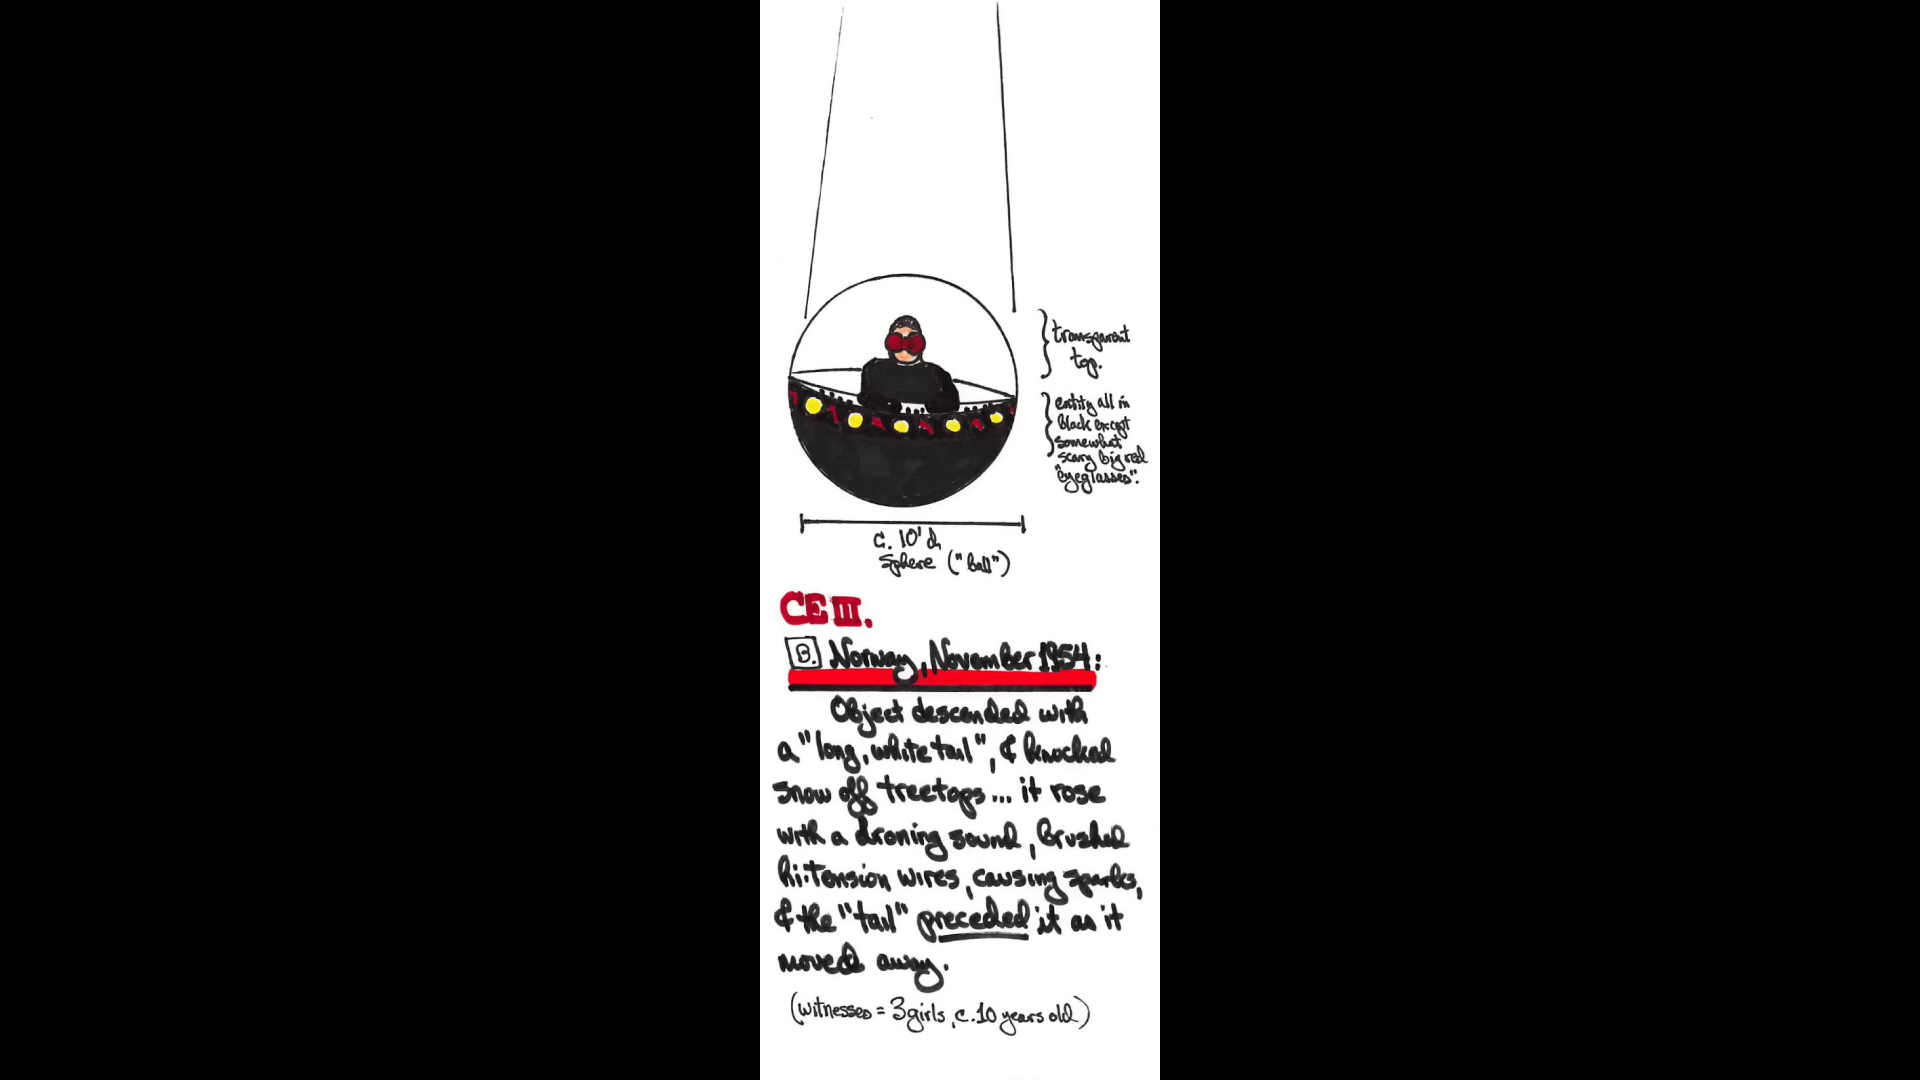 transparent
top.
entity all in
black except
somewhat
scary big red
"eyeglasses".
c. 10' d.
Sphere ("ball")
CE III.
B. Norway, November 1954:
Object descended with
a "long, white tail", & knocked
snow off treetops... it rose
with a droning sound, brushed
hi-tension wires, causing sparks,
& the "tail" preceded it as it
moved away.
(witnesses = 3 girls, c. 10 years old)